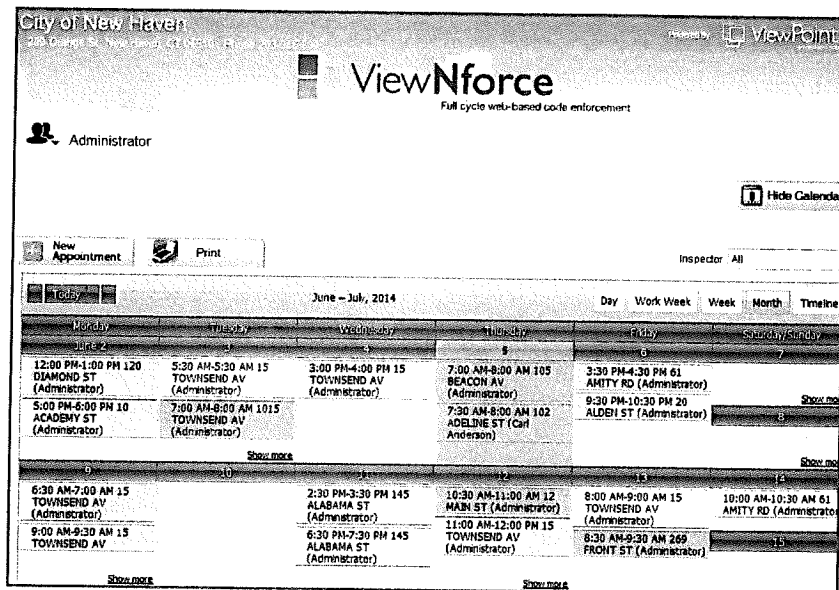 City of New Haven
Powered by ViewPoint
ViewNforce
Full cycle web-based code enforcement
Administrator
Hide Calenda
New
Appointment
Print
Inspector All
Today
June – July, 2014
Day Work Week Week Month Timeline
Monday Tuesday Wednesday Thursday Friday Saturday/Sunday
June 2 3 4 5 6 7
12:00 PM-1:00 PM 120
DIAMOND ST
(Administrator)
5:00 PM-6:00 PM 10
ACADEMY ST
(Administrator)
5:30 AM-5:30 AM 15
TOWNSEND AV
(Administrator)
7:00 AM-8:00 AM 1015
TOWNSEND AV
(Administrator)
Show more
3:00 PM-4:00 PM 15
TOWNSEND AV
(Administrator)
7:00 AM-8:00 AM 105
BEACON AV
(Administrator)
7:30 AM-8:00 AM 102
ADELINE ST (Carl
Anderson)
3:30 PM-4:30 PM 61
AMITY RD (Administrator)
9:30 PM-10:30 PM 20
ALDEN ST (Administrator)
Show mor
8
Show mor
9 10 11 12 13 14
6:30 AM-7:00 AM 15
TOWNSEND AV
(Administrator)
9:00 AM-9:30 AM 15
TOWNSEND AV
Show more
2:30 PM-3:30 PM 145
ALABAMA ST
(Administrator)
6:30 PM-7:30 PM 145
ALABAMA ST
(Administrator)
10:30 AM-11:00 AM 12
MAIN ST (Administrator)
11:00 AM-12:00 PM 15
TOWNSEND AV
(Administrator)
Show more
8:00 AM-9:00 AM 15
TOWNSEND AV
(Administrator)
8:30 AM-9:30 AM 269
FRONT ST (Administrator)
10:00 AM-10:30 AM 61
AMITY RD (Administrator
15